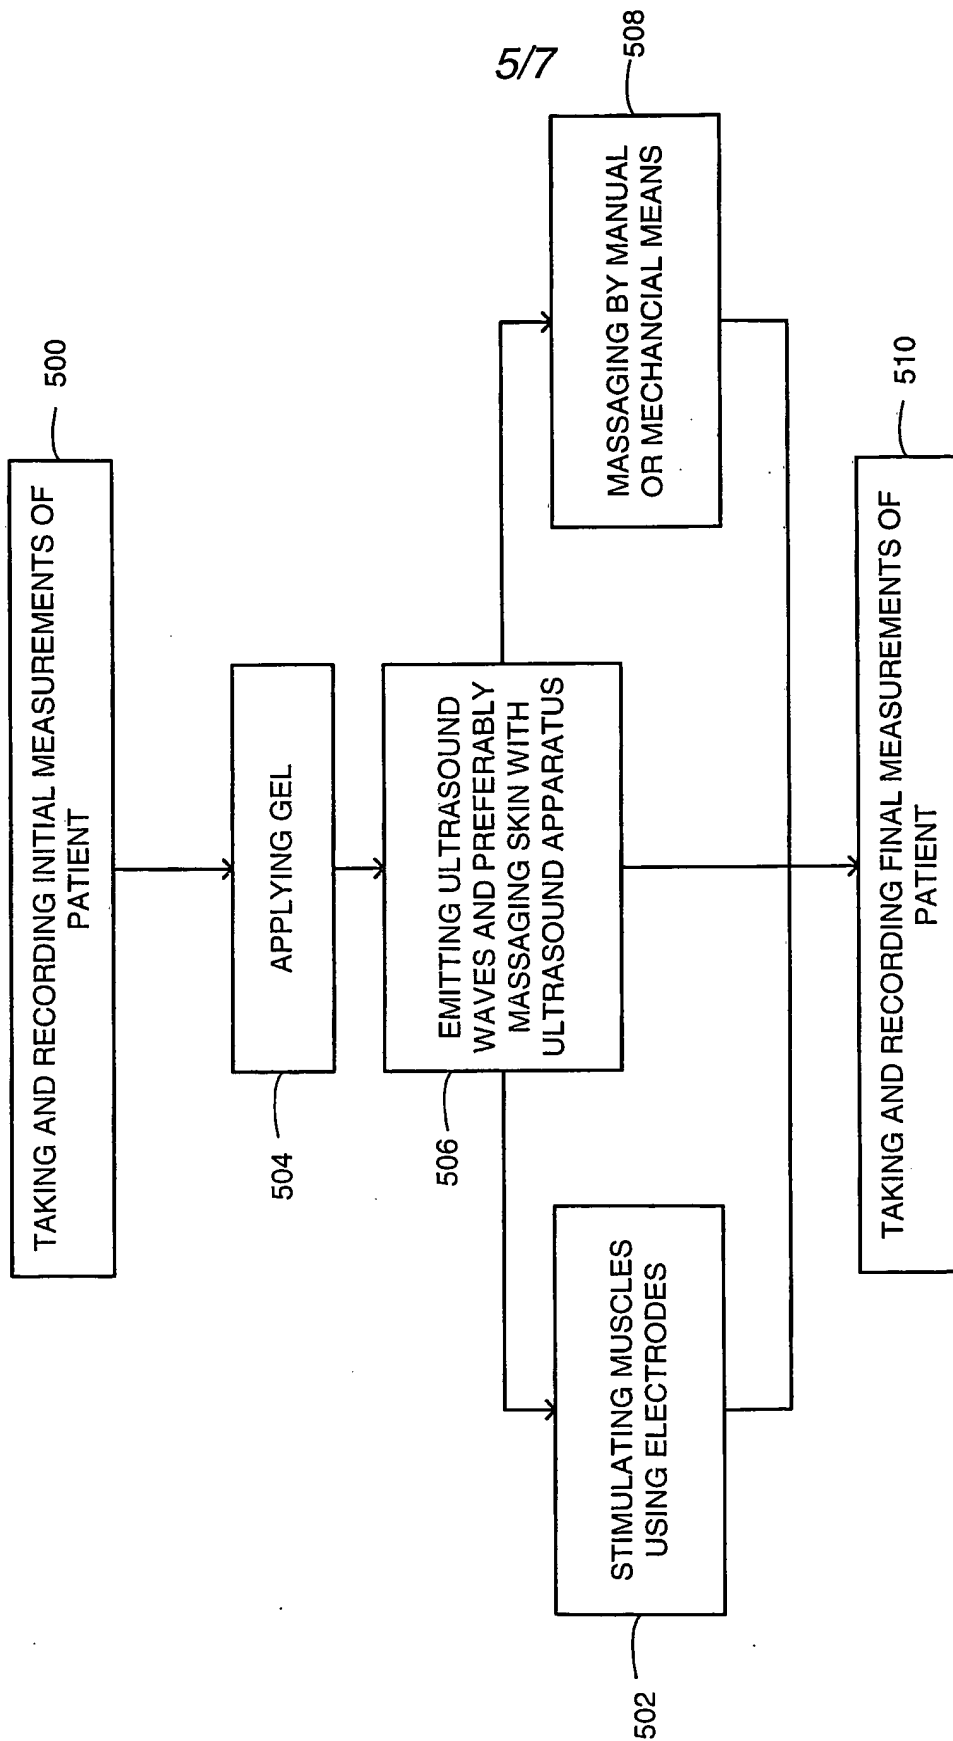 5/7
TAKING AND RECORDING INITIAL MEASUREMENTS OF
PATIENT
500
APPLYING GEL
504
EMITTING ULTRASOUND
WAVES AND PREFERABLY
MASSAGING SKIN WITH
ULTRASOUND APPARATUS
506
STIMULATING MUSCLES
USING ELECTRODES
502
MASSAGING BY MANUAL
OR MECHANCIAL MEANS
508
TAKING AND RECORDING FINAL MEASUREMENTS OF
PATIENT
510